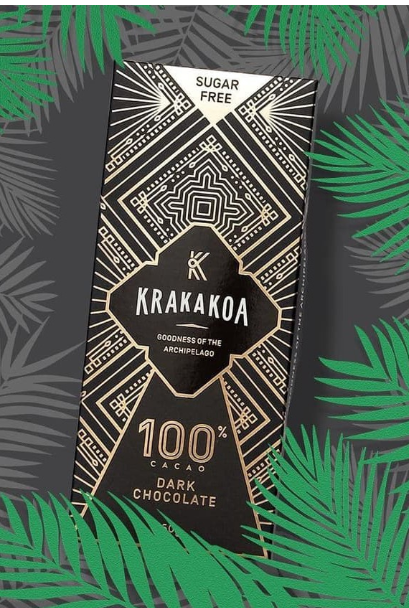 SUGAR
FREE
K
KRAKAKOA
GOODNESS OF THE
ARCHIPELAGO
100%
CACAO
DARK
CHOCOLATE